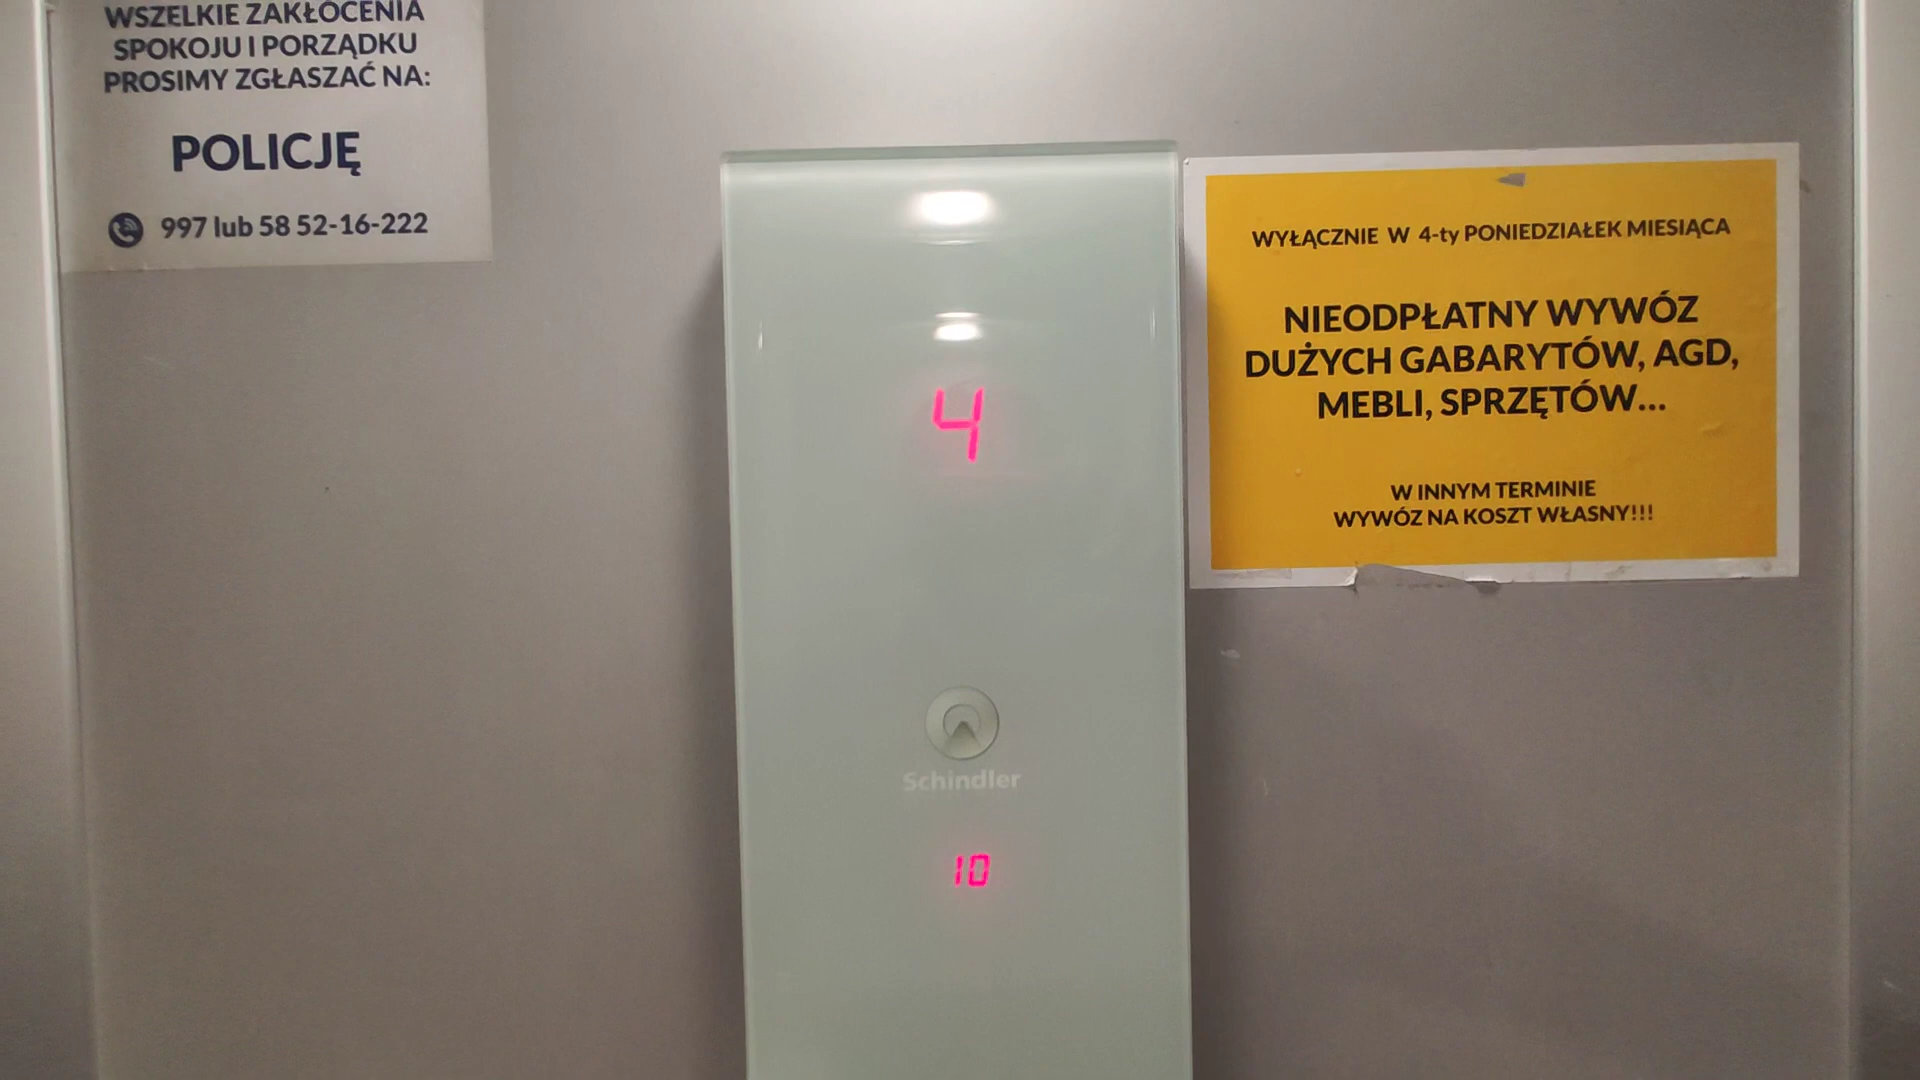 WSZELKIE ZAKŁÓCENIA
SPOKOJU I PORZĄDKU
PROSIMY ZGŁASZAĆ NA:
POLICJĘ
997 lub 58 52-16-222
4
Schindler
10
WYŁĄCZNIE W 4-ty PONIEDZIAŁEK MIESIĄCA
NIEODPŁATNY WYWÓZ
DUŻYCH GABARYTÓW, AGD,
MEBLI, SPRZĘTÓW...
W INNYM TERMINIE
WYWÓZ NA KOSZT WŁASNY!!!